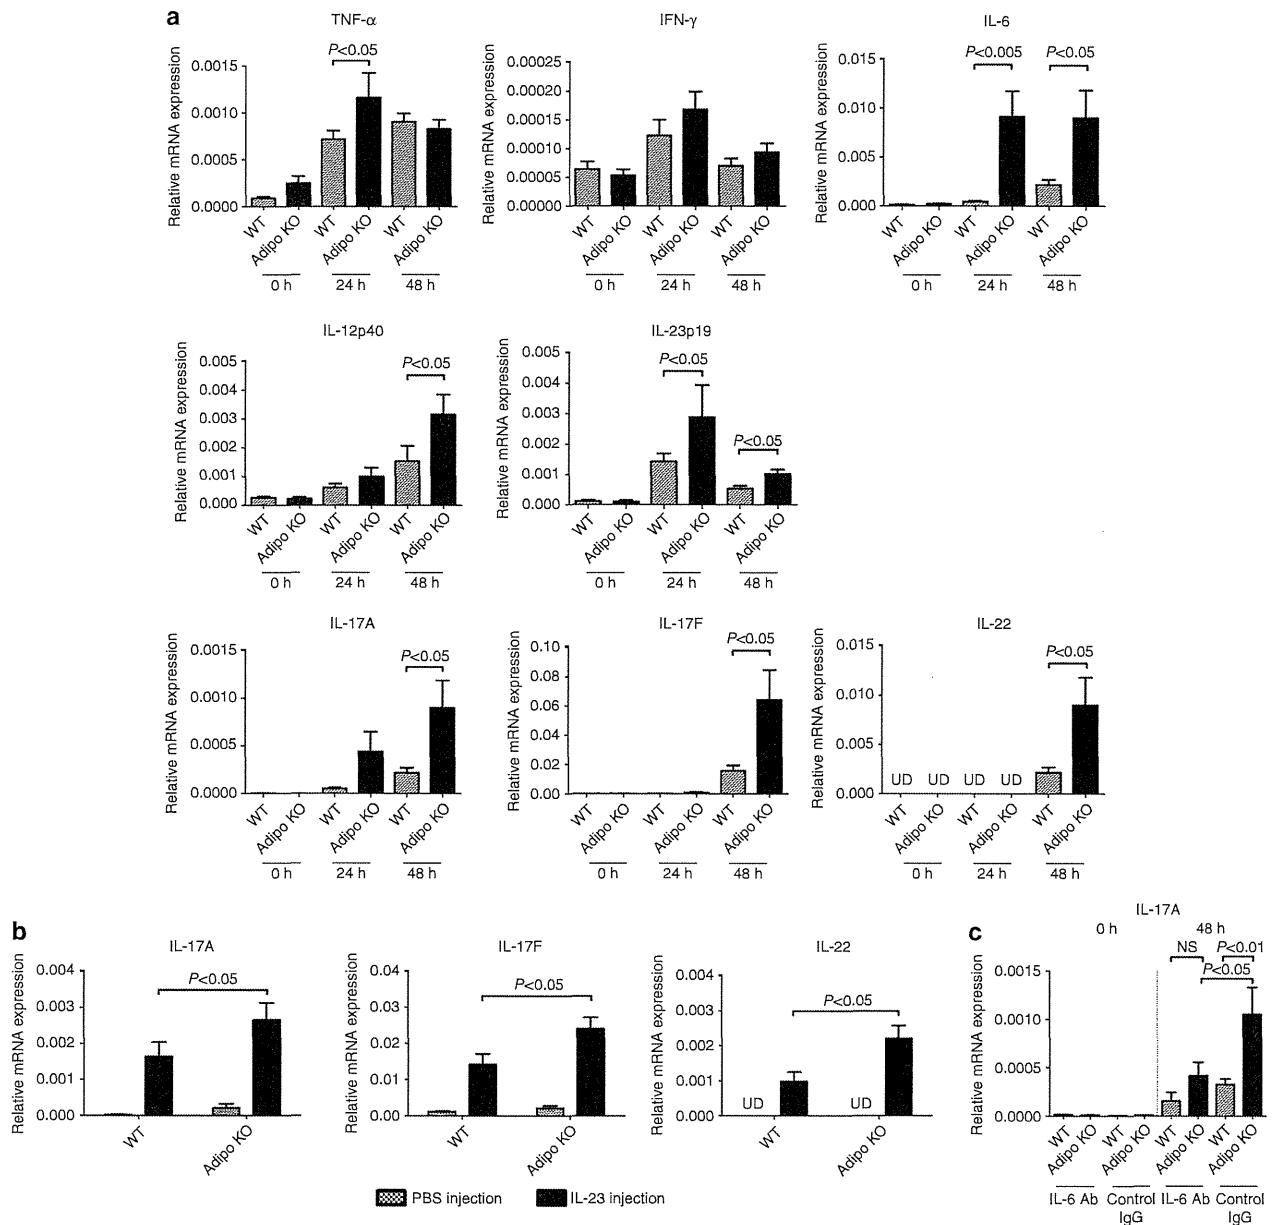 a
TNF-α
IFN-γ
IL-6
P<0.05
P<0.005
P<0.05
Relative mRNA expression
0.0015
0.0010
0.0005
0.0000
WT
Adipo KO
WT
Adipo KO
WT
Adipo KO
0 h
24 h
48 h
Relative mRNA expression
0.00025
0.00020
0.00015
0.00010
0.00005
0.00000
WT
Adipo KO
WT
Adipo KO
WT
Adipo KO
0 h
24 h
48 h
Relative mRNA expression
0.015
0.010
0.005
0.000
WT
Adipo KO
WT
Adipo KO
WT
Adipo KO
0 h
24 h
48 h
IL-12p40
P<0.05
Relative mRNA expression
0.005
0.004
0.003
0.002
0.001
0.000
WT
Adipo KO
WT
Adipo KO
WT
Adipo KO
0 h
24 h
48 h
IL-23p19
P<0.05
P<0.05
Relative mRNA expression
0.005
0.004
0.003
0.002
0.001
0.000
WT
Adipo KO
WT
Adipo KO
WT
Adipo KO
0 h
24 h
48 h
IL-17A
P<0.05
Relative mRNA expression
0.0015
0.0010
0.0005
0.0000
WT
Adipo KO
WT
Adipo KO
WT
Adipo KO
0 h
24 h
48 h
IL-17F
P<0.05
Relative mRNA expression
0.10
0.08
0.06
0.04
0.02
0.00
WT
Adipo KO
WT
Adipo KO
WT
Adipo KO
0 h
24 h
48 h
IL-22
P<0.05
Relative mRNA expression
0.015
0.010
0.005
0.000
UD UD UD UD
WT
Adipo KO
WT
Adipo KO
WT
Adipo KO
0 h
24 h
48 h
b
IL-17A
P<0.05
Relative mRNA expression
0.004
0.003
0.002
0.001
0.000
WT
Adipo KO
IL-17F
P<0.05
Relative mRNA expression
0.04
0.03
0.02
0.01
0.00
WT
Adipo KO
IL-22
P<0.05
Relative mRNA expression
0.004
0.003
0.002
0.001
0.000
UD
UD
WT
Adipo KO
PBS injection
IL-23 injection
c
IL-17A
0 h
48 h
NS
P<0.01
P<0.05
Relative mRNA expression
0.0015
0.0010
0.0005
0.0000
WT
Adipo KO
WT
Adipo KO
WT
Adipo KO
WT
Adipo KO
IL-6 Ab
Control
IgG
IL-6 Ab
Control
IgG